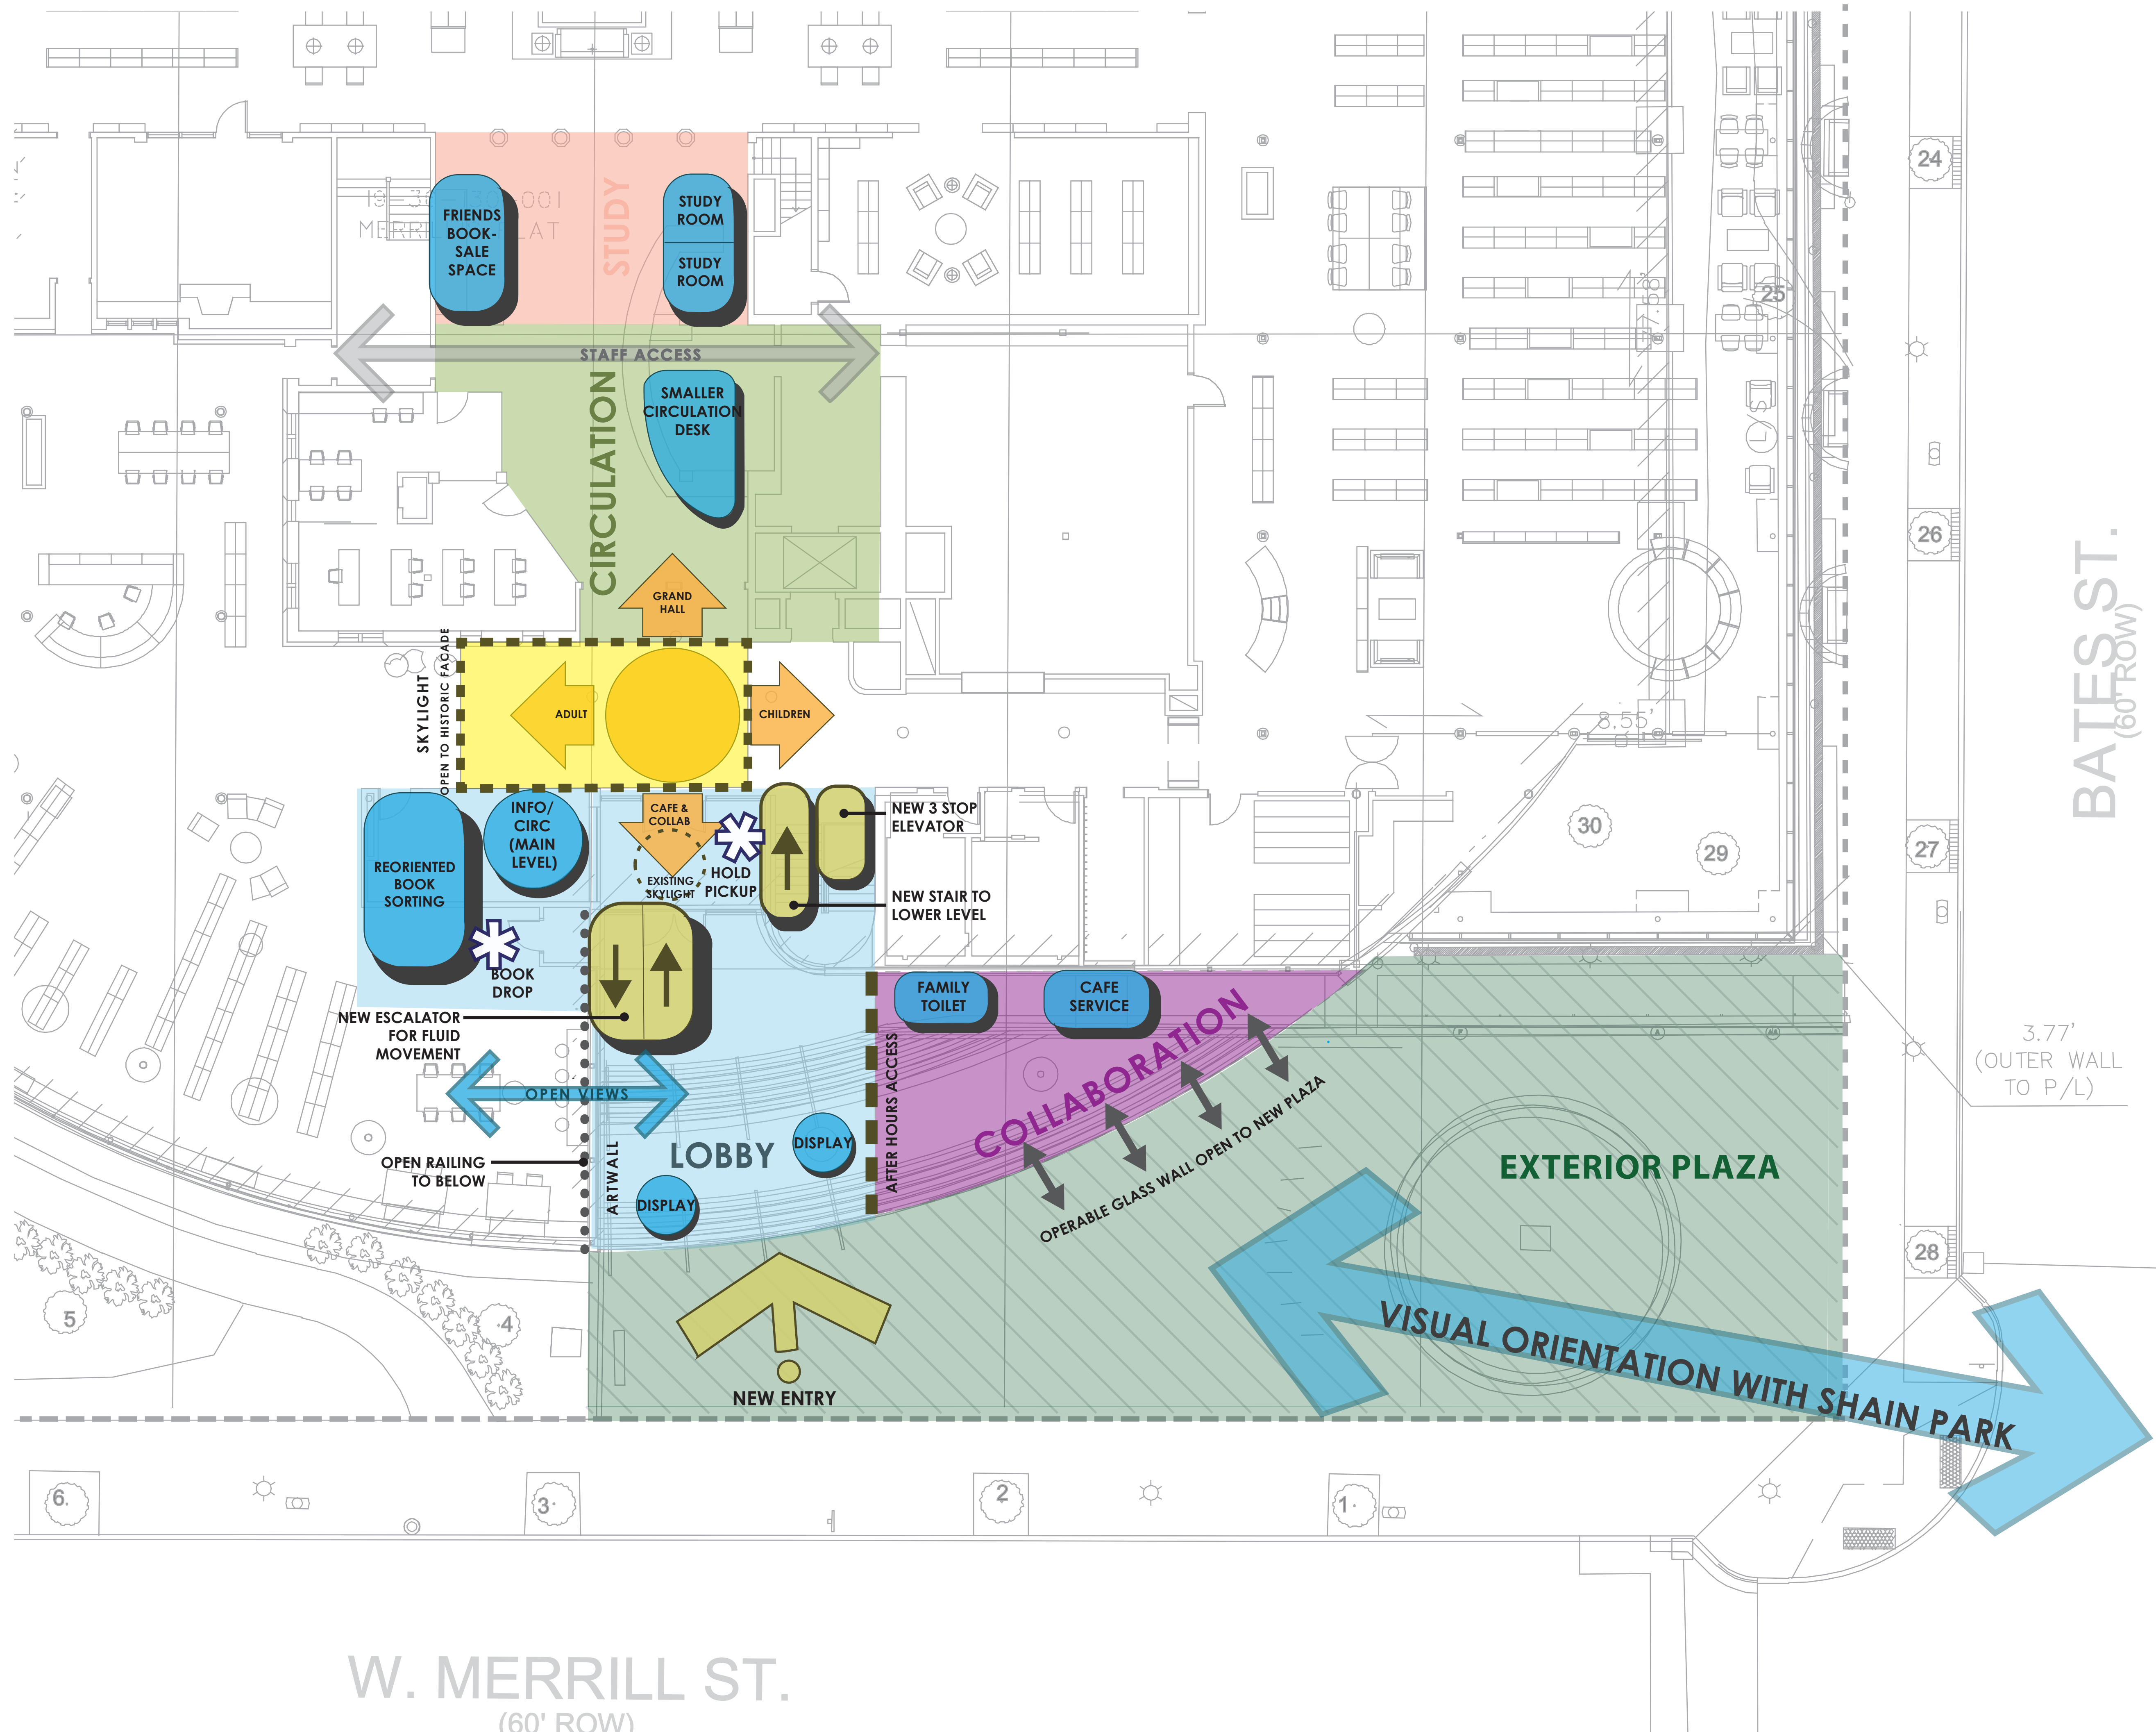 24
FRIENDS
BOOK-
SALE
SPACE
STUDY
STUDY
ROOM
STUDY
ROOM
25
STAFF ACCESS
CIRCULATION
SMALLER
CIRCULATION
DESK
26
BATES ST.
(60' ROW)
GRAND
HALL
SKYLIGHT
OPEN TO HISTORIC FACADE
ADULT
CHILDREN
8.55'
REORIENTED
BOOK
SORTING
INFO/
CIRC
(MAIN
LEVEL)
CAFE &
COLLAB
EXISTING
SKYLIGHT
HOLD
PICKUP
NEW 3 STOP
ELEVATOR
NEW STAIR TO
LOWER LEVEL
30
29
27
BOOK
DROP
NEW ESCALATOR
FOR FLUID
MOVEMENT
FAMILY
TOILET
CAFE
SERVICE
COLLABORATION
AFTER HOURS ACCESS
OPERABLE GLASS WALL OPEN TO NEW PLAZA
3.77'
(OUTER WALL
TO P/L)
OPEN VIEWS
OPEN RAILING
TO BELOW
ARTWALL
LOBBY
DISPLAY
DISPLAY
EXTERIOR PLAZA
28
5
4
VISUAL ORIENTATION WITH SHAIN PARK
NEW ENTRY
6.
3
2
1
W. MERRILL ST.
(60' ROW)